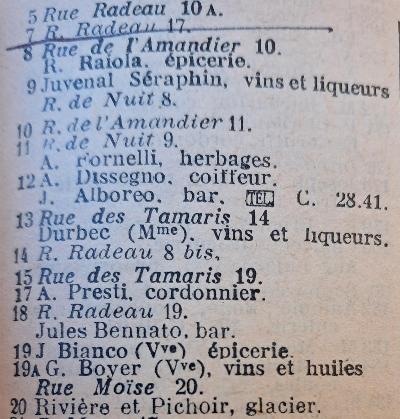 5 Rue Radeau 10 A.
7 R. Radeau 17.
8 Rue de l'Amandier 10.
R. Raiola, épicerie.
9 Juvenal Séraphin, vins et liqueurs
R. de Nuit 8.
10 R. de l'Amandier 11.
11 R. de Nuit 9.
A. Fornelli, herbages.
12 A. Dissegno, coiffeur.
J. Alboreo, bar. TEL C. 28.41.
13 Rue des Tamaris 14
Durbec (Mme), vins et liqueurs.
14 R. Radeau 8 bis,
15 Rue des Tamaris 19.
17 A. Presti, cordonnier.
18 R. Radeau 19.
Jules Bennato, bar.
19 J Bianco (Vve) épicerie.
19A G. Boyer (Vve), vins et huiles
Rue Moïse 20.
20 Rivière et Pichoir, glacier.